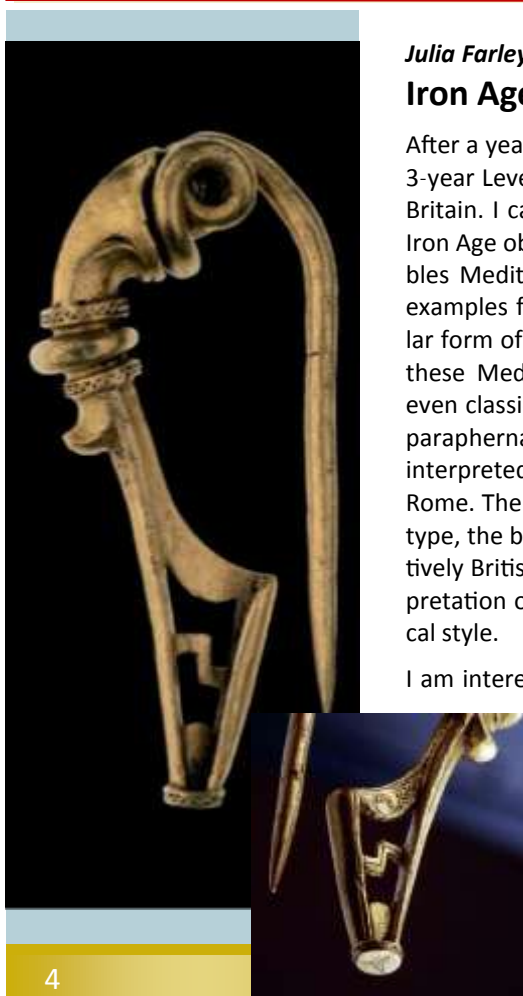 Julia Farley
Iron Age
After a yea
3-year Leve
Britain. I ca
Iron Age ob
bles Medit
examples f
lar form of
these Med
even classi
paraphern
interpreted
Rome. The
type, the b
tively Britis
pretation o
cal style.
I am intere
4